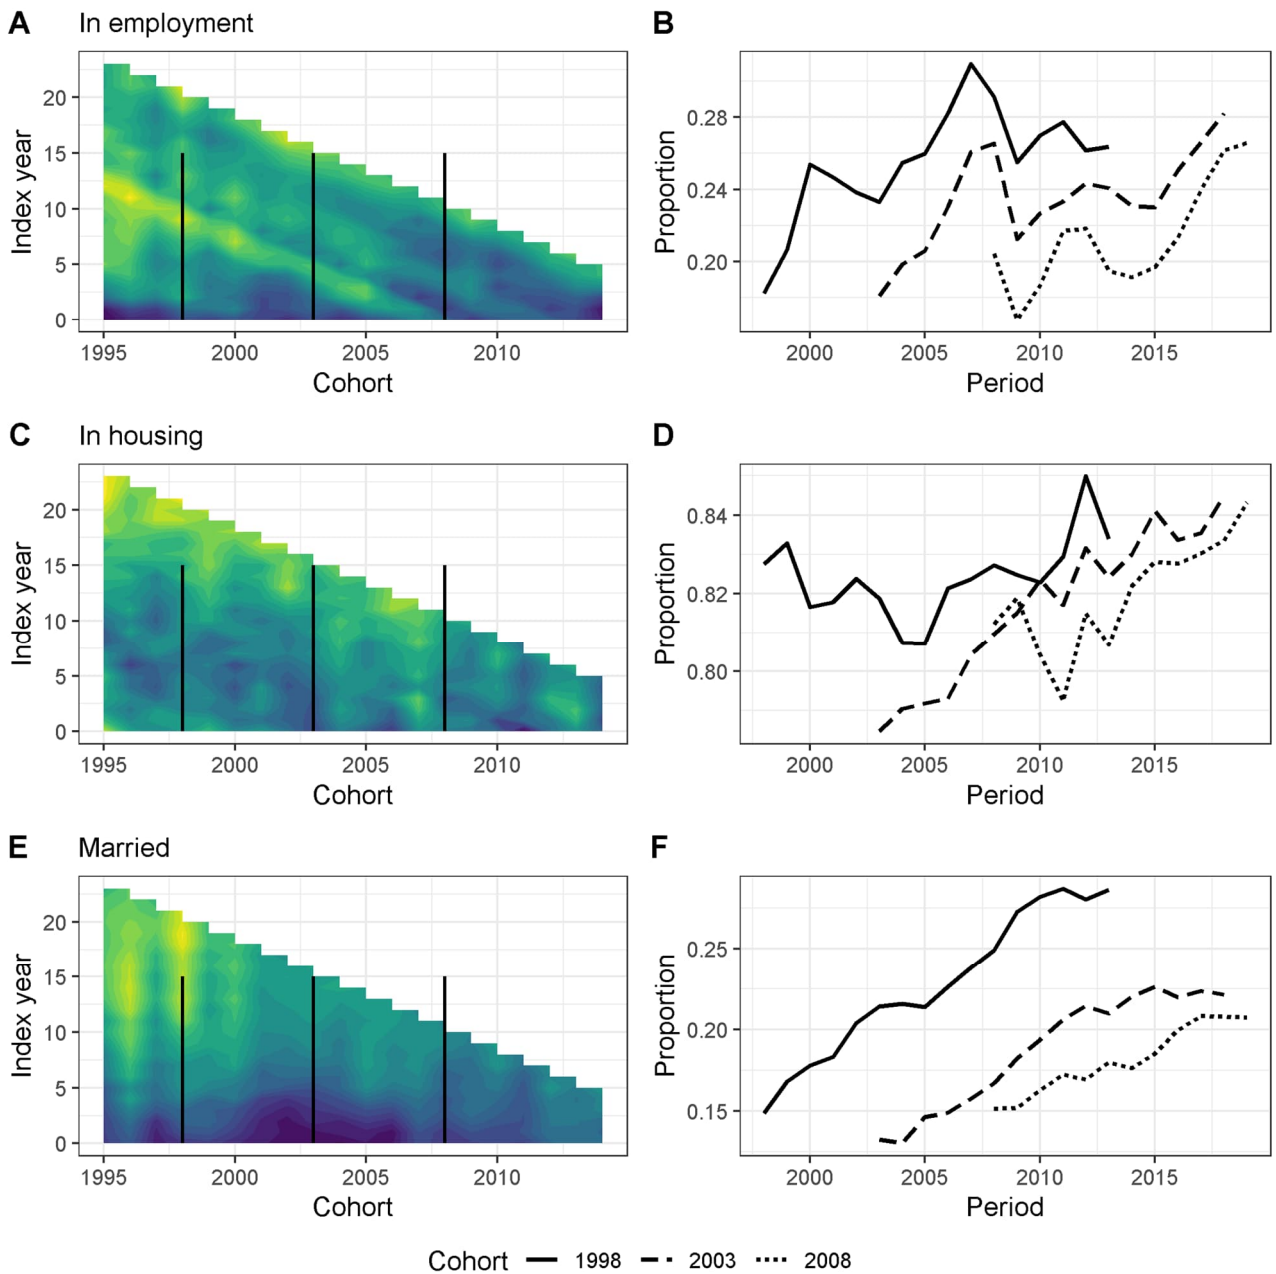 A In employment
B
20
15
10
5
0
Index year
1995 2000 2005 2010
Cohort
0.28
0.24
0.20
Proportion
2000 2005 2010 2015
Period
C In housing
D
20
15
10
5
0
Index year
1995 2000 2005 2010
Cohort
0.84
0.82
0.80
Proportion
2000 2005 2010 2015
Period
E Married
F
20
15
10
5
0
Index year
1995 2000 2005 2010
Cohort
0.25
0.20
0.15
Proportion
2000 2005 2010 2015
Period
Cohort 1998 2003 2008